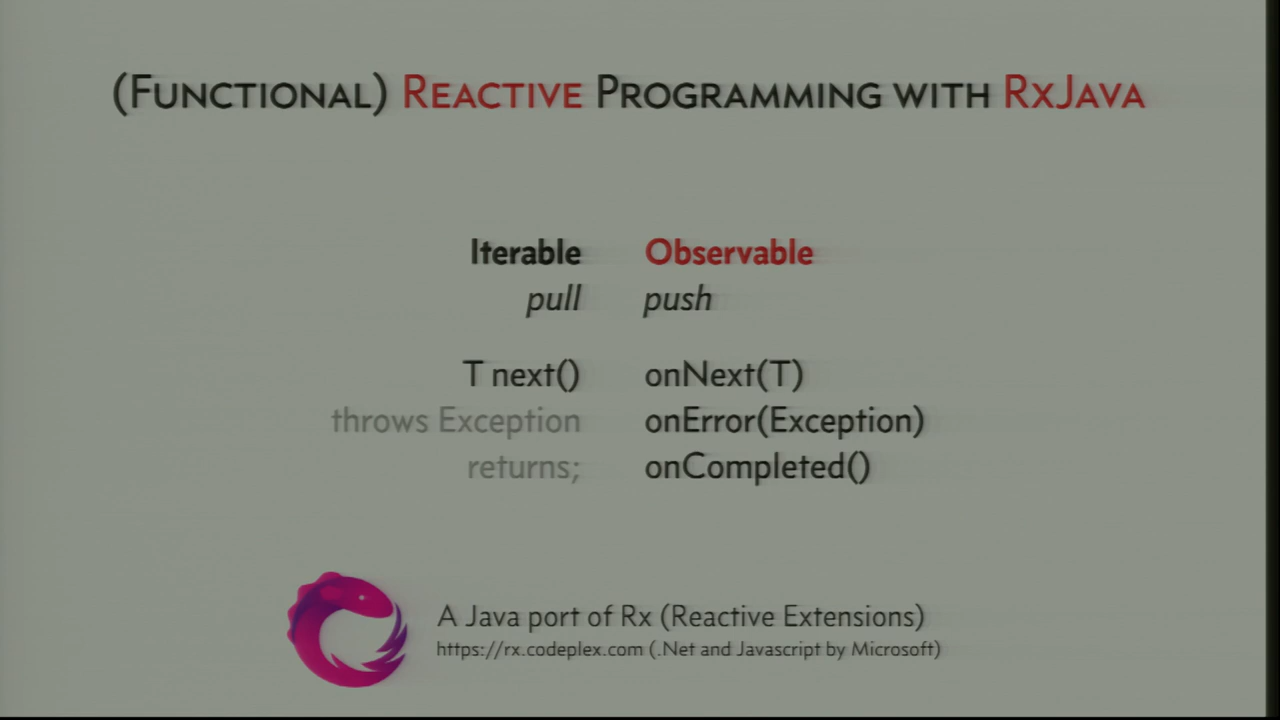 (Functional) Reactive Programming with RxJava
Iterable Observable
pull push
T next() onNext(T)
throws Exception onError(Exception)
returns; onCompleted()
A Java port of Rx (Reactive Extensions)
https://rx.codeplex.com (.Net and Javascript by Microsoft)